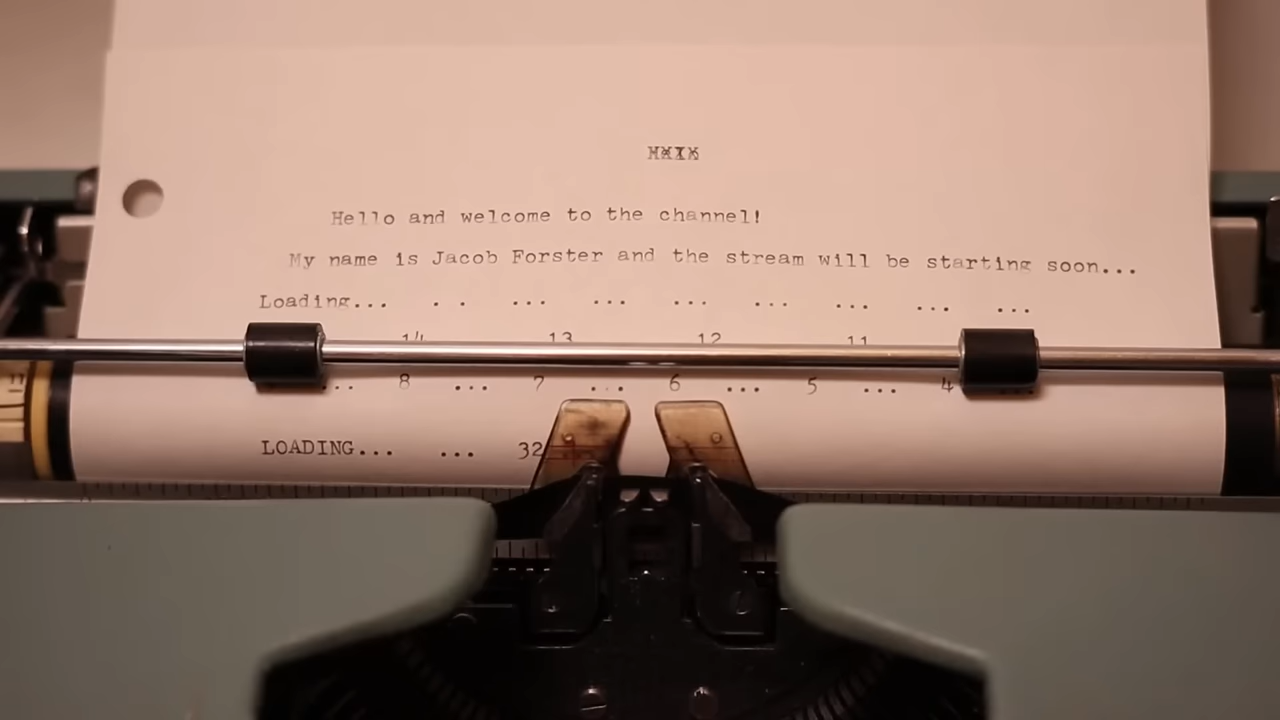 Hello and welcome to the channel!
My name is Jacob Forster and the stream will be starting soon...
Loading... . . ... ... ... ... ... ... ...
14 13 12 11
... 8 ... 7 ... 6 ... 5 ... 4 ...
LOADING... ... 32
11